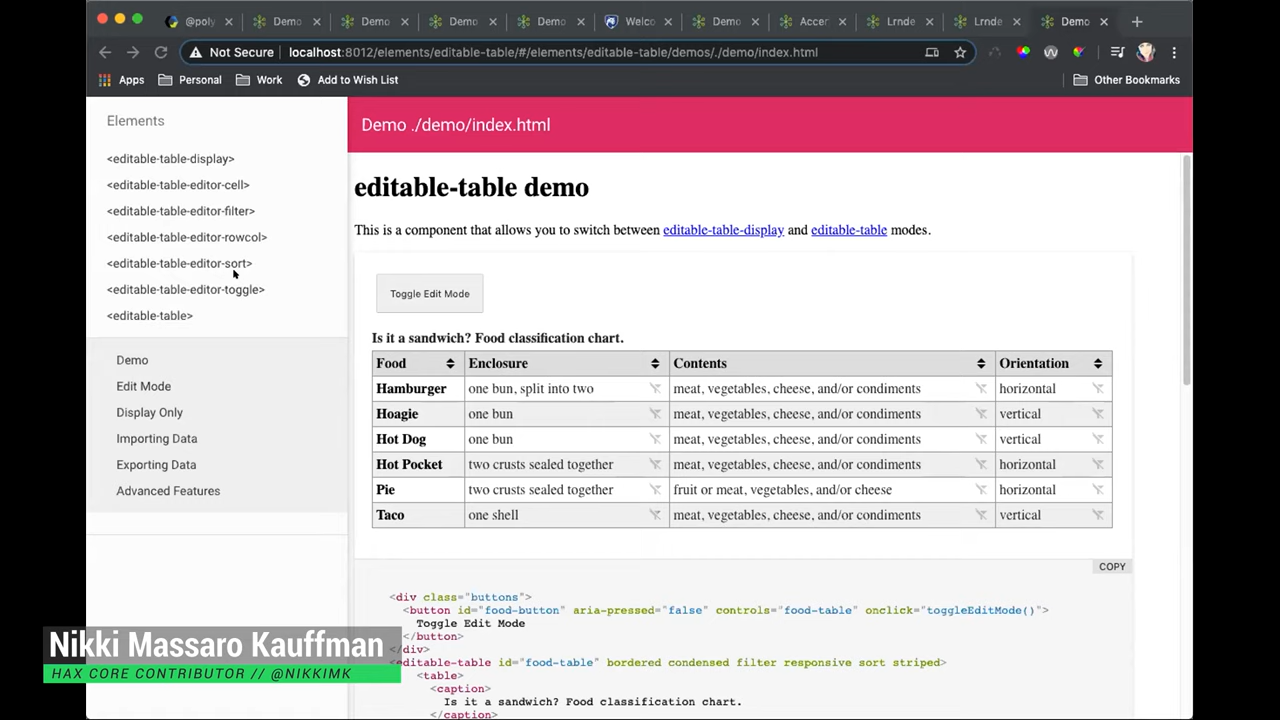 @poly
Demo
Demo
Demo
Demo
Welco
Demo
Accer
Lrnde
Lrnde
Demo
Not Secure localhost:8012/elements/editable-table/#/elements/editable-table/demos/./demo/index.html
Apps Personal Work Add to Wish List Other Bookmarks
Elements
<editable-table-display>
<editable-table-editor-cell>
<editable-table-editor-filter>
<editable-table-editor-rowcol>
<editable-table-editor-sort>
<editable-table-editor-toggle>
<editable-table>
Demo
Edit Mode
Display Only
Importing Data
Exporting Data
Advanced Features
Demo ./demo/index.html
editable-table demo
This is a component that allows you to switch between editable-table-display and editable-table modes.
Toggle Edit Mode
Is it a sandwich? Food classification chart.
Food Enclosure Contents Orientation
Hamburger one bun, split into two meat, vegetables, cheese, and/or condiments horizontal
Hoagie one bun meat, vegetables, cheese, and/or condiments vertical
Hot Dog one bun meat, vegetables, cheese, and/or condiments vertical
Hot Pocket two crusts sealed together meat, vegetables, cheese, and/or condiments horizontal
Pie two crusts sealed together fruit or meat, vegetables, and/or cheese horizontal
Taco one shell meat, vegetables, cheese, and/or condiments vertical
COPY
<div class="buttons">
<button id="food-button" aria-pressed="false" controls="food-table" onclick="toggleEditMode()">
Toggle Edit Mode
</button>
</div>
<editable-table id="food-table" bordered condensed filter responsive sort striped>
<table>
<caption>
Is it a sandwich? Food classification chart.
</caption>
Nikki Massaro Kauffman
HAX CORE CONTRIBUTOR // @NIKKIMK